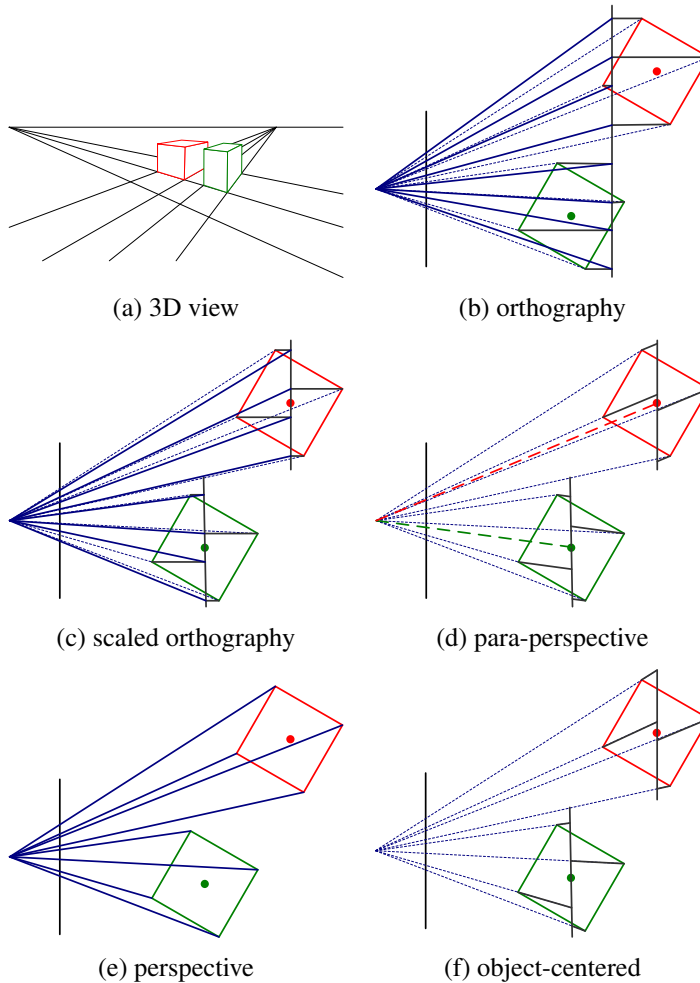 (a) 3D view
(b) orthography
(c) scaled orthography
(d) para-perspective
(e) perspective
(f) object-centered